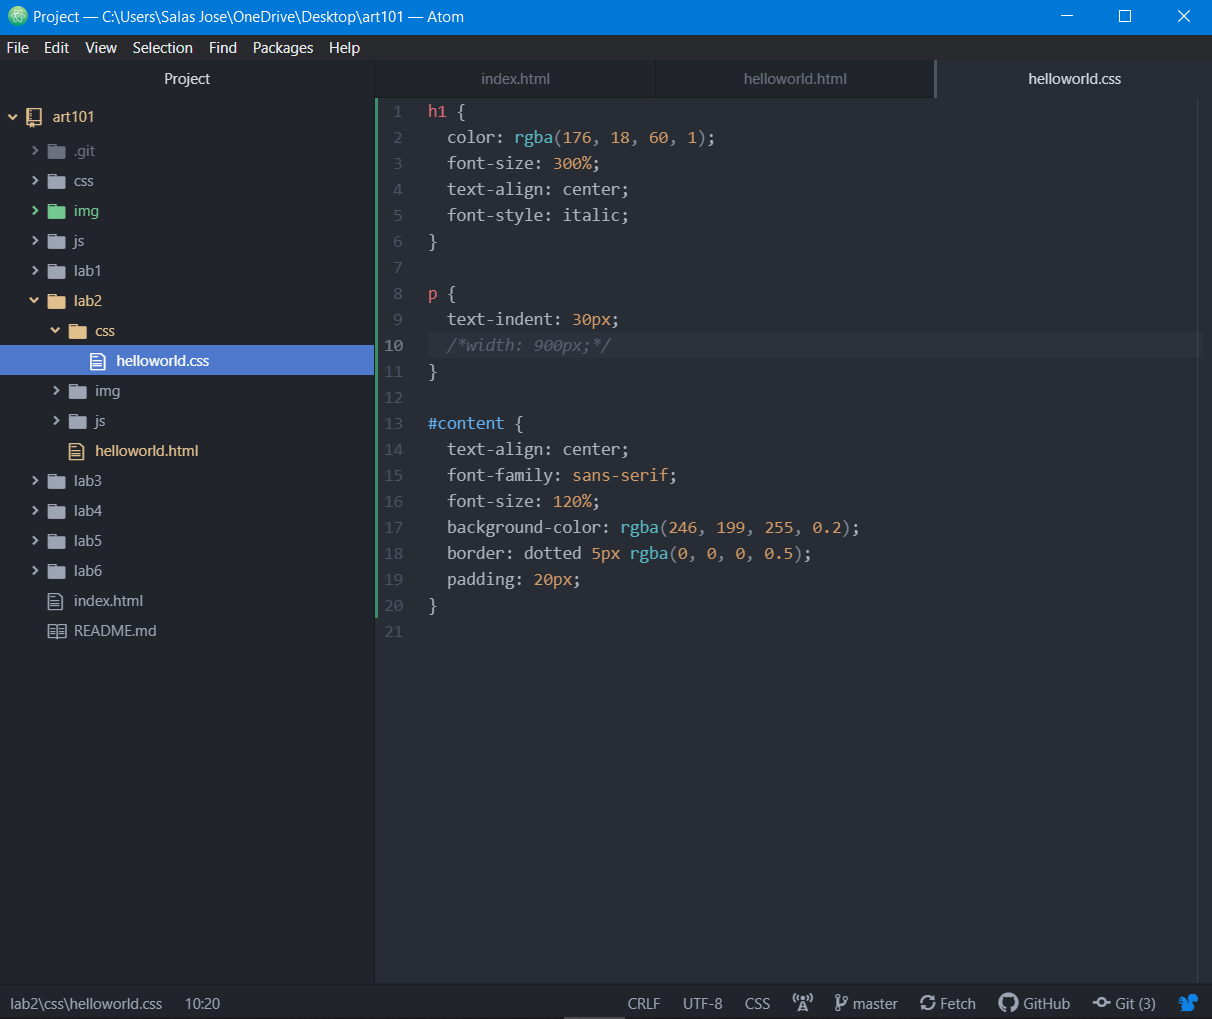 Project — C:\Users\Salas Jose\OneDrive\Desktop\art101 — Atom
File Edit View Selection Find Packages Help
Project
art101
.git
css
img
js
lab1
lab2
css
helloworld.css
img
js
helloworld.html
lab3
lab4
lab5
lab6
index.html
README.md
index.html helloworld.html helloworld.css
1 h1 {
2 color: rgba(176, 18, 60, 1);
3 font-size: 300%;
4 text-align: center;
5 font-style: italic;
6 }
7
8 p {
9 text-indent: 30px;
10 /*width: 900px;*/
11 }
12
13 #content {
14 text-align: center;
15 font-family: sans-serif;
16 font-size: 120%;
17 background-color: rgba(246, 199, 255, 0.2);
18 border: dotted 5px rgba(0, 0, 0, 0.5);
19 padding: 20px;
20 }
21
lab2\css\helloworld.css 10:20 CRLF UTF-8 CSS master Fetch GitHub Git (3)